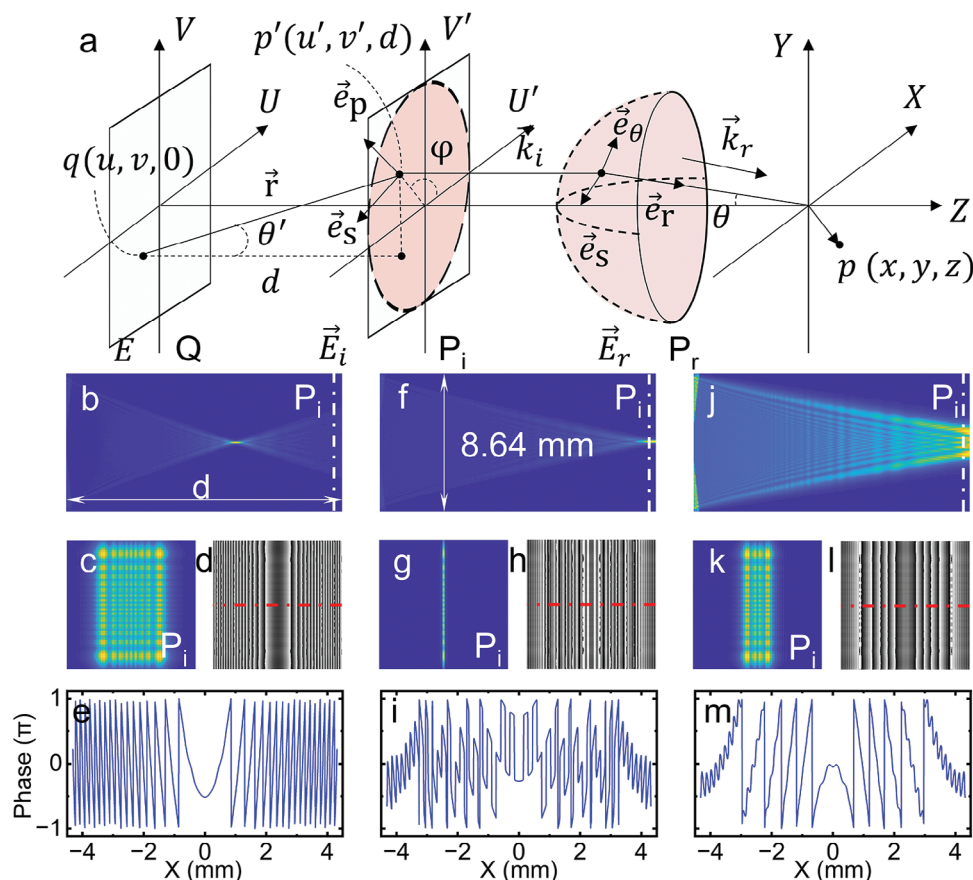 a
V
p′(u′, v′, d)
V′
Y
U
e⃗p
U′
X
φ
k⃗i
e⃗θ
k⃗r
q(u, v, 0)
r⃗
e⃗s
θ′
e⃗r
θ
Z
d
e⃗s
p (x, y, z)
E
Q
E⃗i
Pi
E⃗r
Pr
b
Pi
f
Pi
j
Pi
8.64 mm
d
c
d
g
h
k
l
Pi
Pi
Pi
e
i
m
Phase (π)
1
0
−1
−4 −2 0 2 4
−4 −2 0 2 4
−4 −2 0 2 4
X (mm)
X (mm)
X (mm)